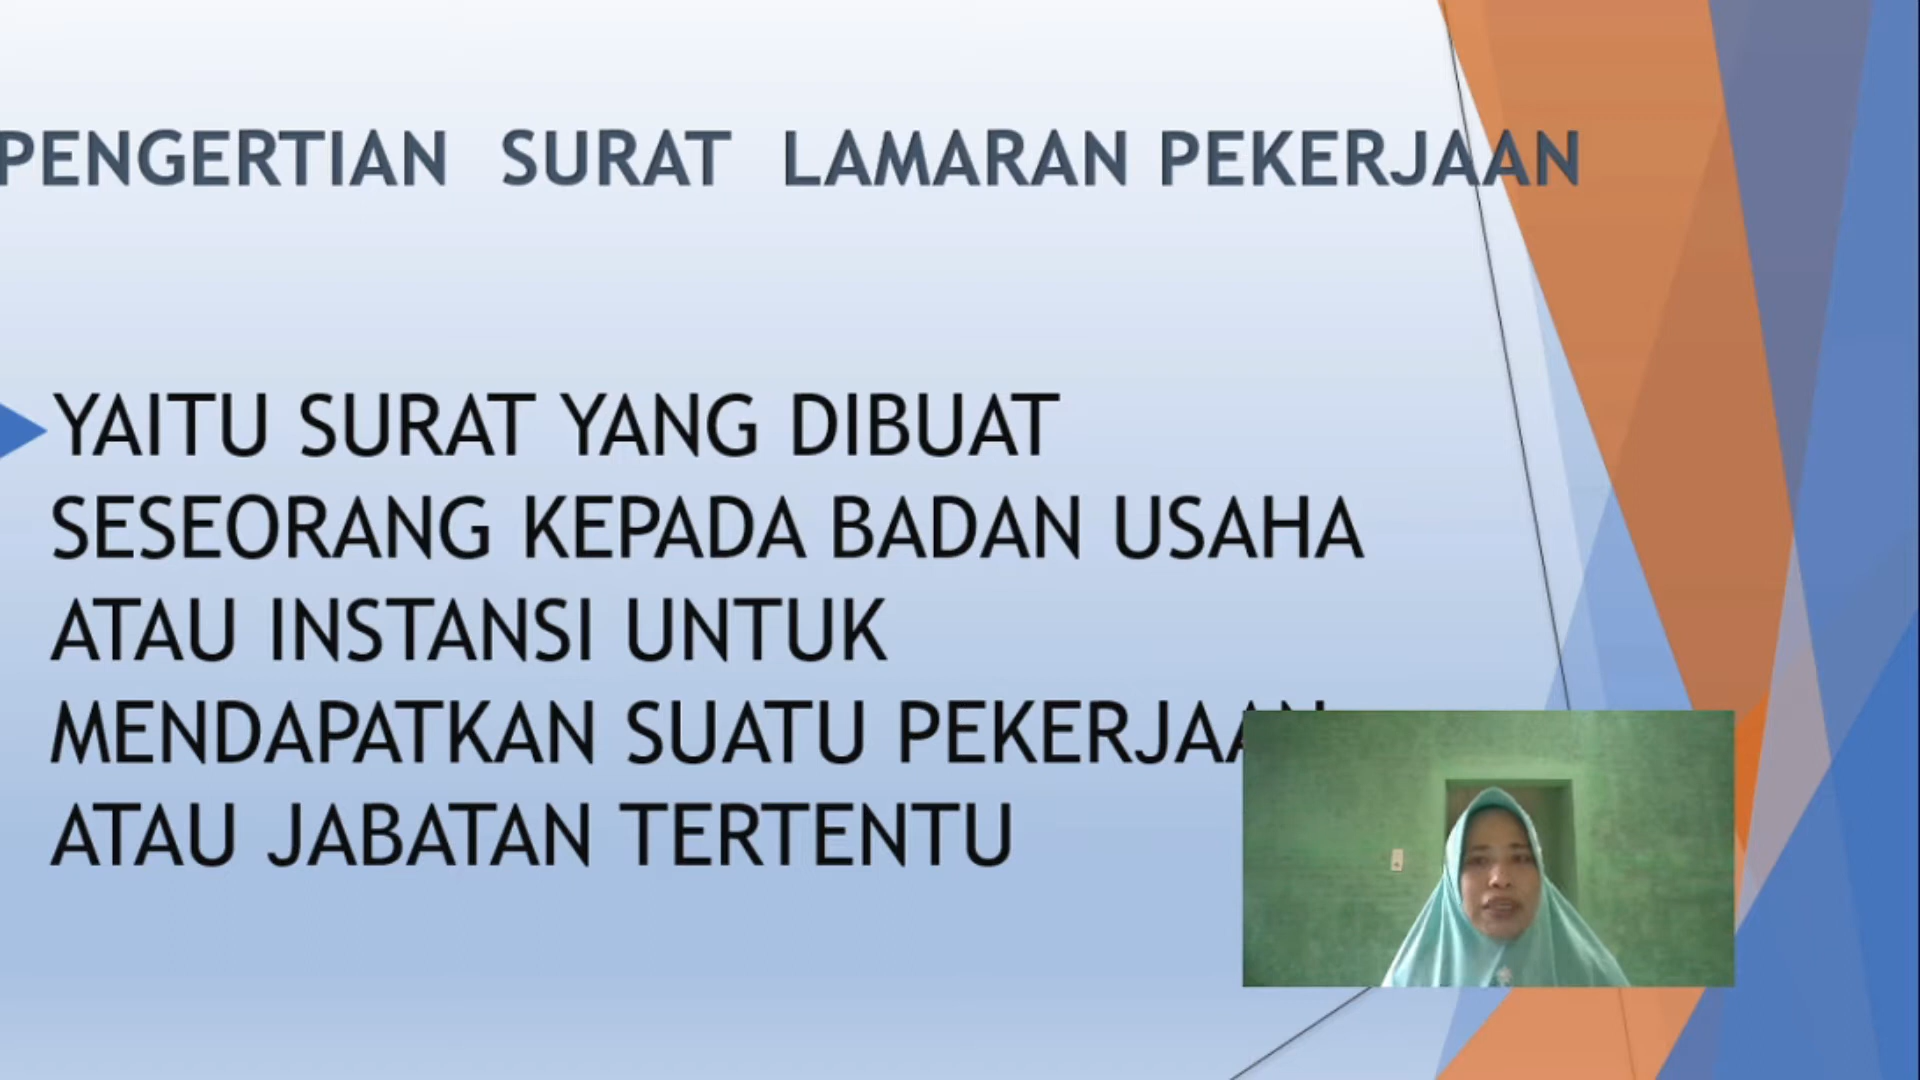 PENGERTIAN SURAT LAMARAN PEKERJAAN
YAITU SURAT YANG DIBUAT
SESEORANG KEPADA BADAN USAHA
ATAU INSTANSI UNTUK
MENDAPATKAN SUATU PEKERJAAN
ATAU JABATAN TERTENTU